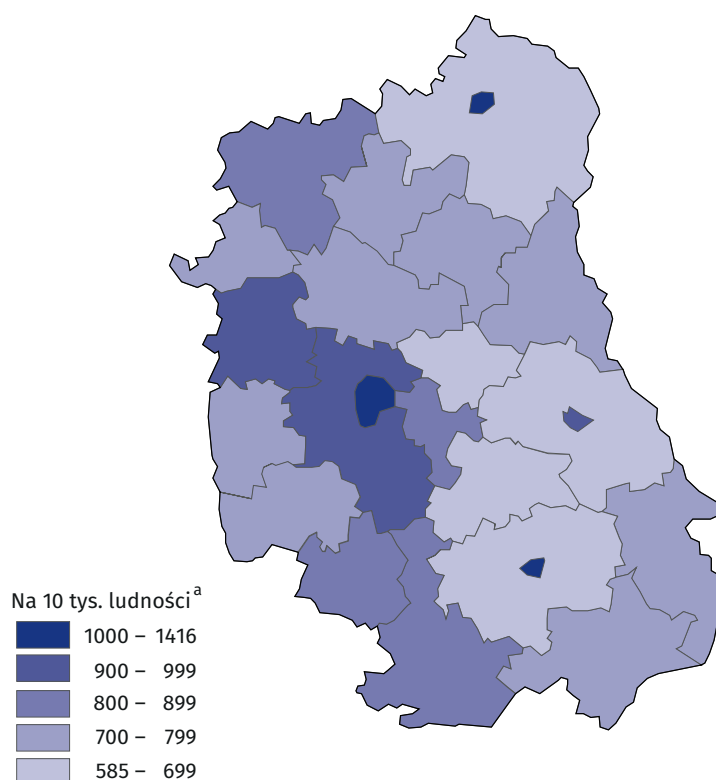 Na 10 tys. ludności a
1000 – 1416
900 – 999
800 – 899
700 – 799
585 – 699